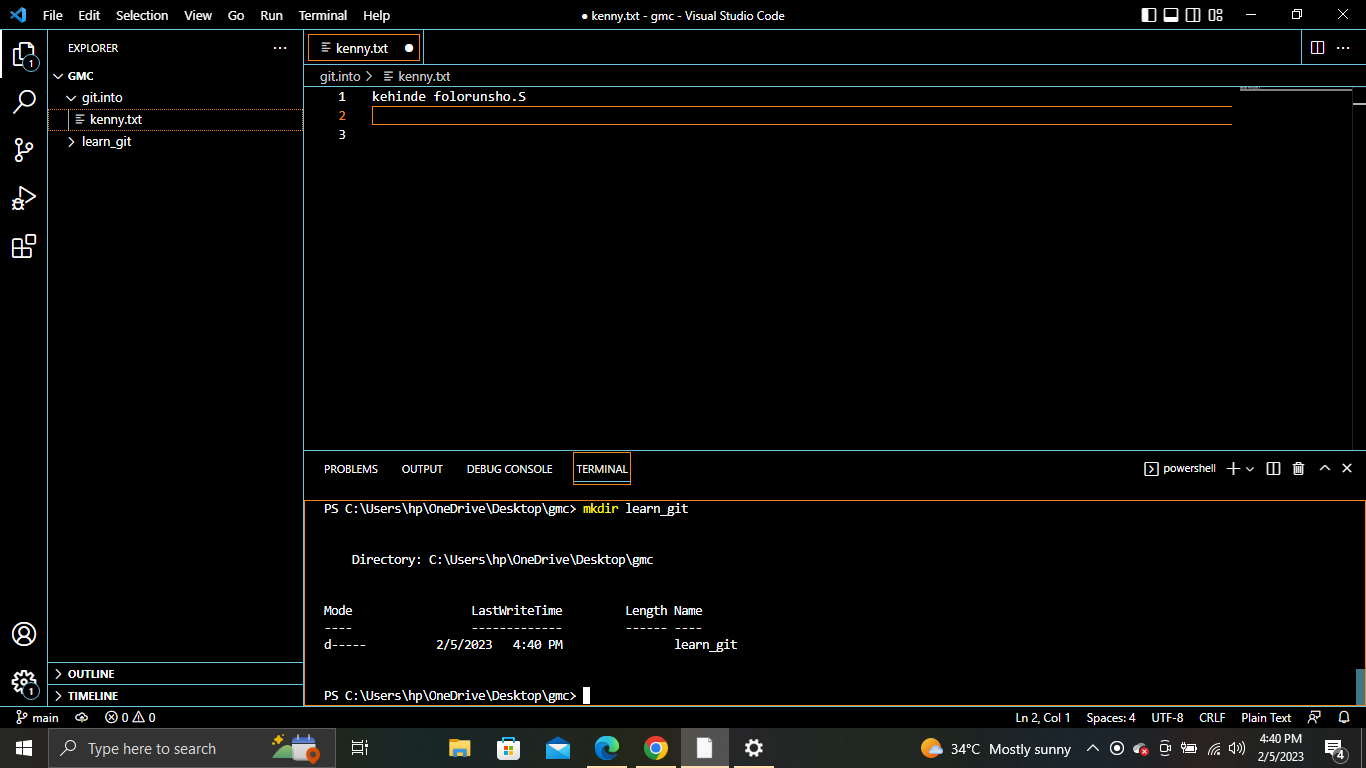 File Edit Selection View Go Run Terminal Help
● kenny.txt - gmc - Visual Studio Code
EXPLORER
GMC
git.into
kenny.txt
learn_git
OUTLINE
TIMELINE
1
1
kenny.txt
git.into > kenny.txt
1 kehinde folorunsho.S
2
3
PROBLEMS OUTPUT DEBUG CONSOLE TERMINAL
powershell
PS C:\Users\hp\OneDrive\Desktop\gmc> mkdir learn_git
Directory: C:\Users\hp\OneDrive\Desktop\gmc
Mode LastWriteTime Length Name
---- ------------- ------ ----
d----- 2/5/2023 4:40 PM learn_git
PS C:\Users\hp\OneDrive\Desktop\gmc>
main 0 0
Ln 2, Col 1 Spaces: 4 UTF-8 CRLF Plain Text
Type here to search
34°C Mostly sunny
4:40 PM
2/5/2023
4